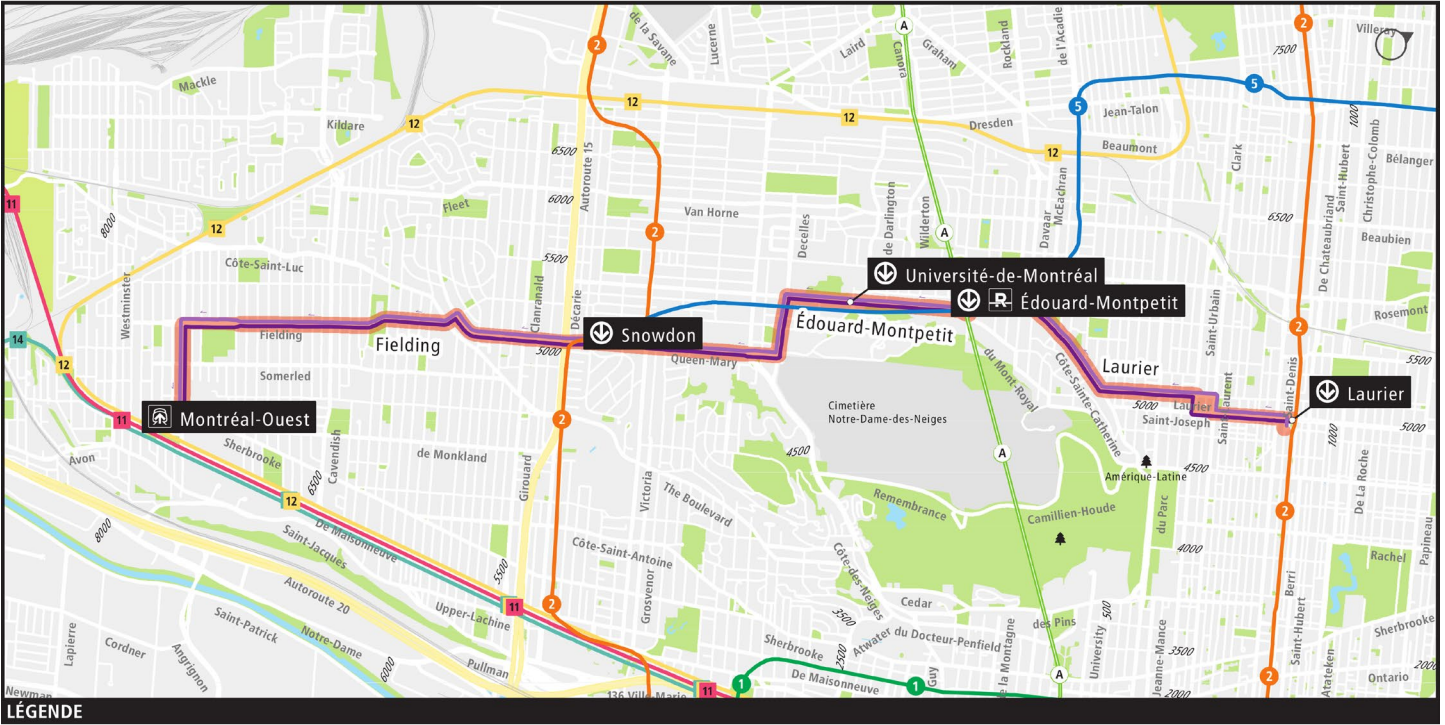 de la Savane
Lucerne
Laird
Canora
Graham
Rockland
de l'Acadie
Villeray
A
2
2
7500
Mackle
Kildare
12
12
12
5
5
Jean-Talon
1000
Dresden
Beaumont
12
Clark
Saint-Hubert
Christophe-Colomb
Bélanger
6500
Autoroute 15
6000
11
8000
Fleet
Van Horne
Decelles
de Darlington
Wilderton
Davaar
McEachran
6500
De Chateaubriand
Beaubien
12
2
A
Côte-Saint-Luc
5500
Westminster
Université-de-Montréal
R Édouard-Montpetit
Clanranald
Décarie
Saint-Urbain
Rosemont
14
Fielding
Fielding
Snowdon
Édouard-Montpetit
2
5000
Queen-Mary
5500
12
Somerled
du Mont-Royal
Côte-Sainte-Catherine
Laurier
Saint-Denis
Laurier
Cimetière
Notre-Dame-des-Neiges
5000
Laurier
Saint-Joseph
Saint-Laurent
1000
5000
11
Montréal-Ouest
2
Avon
Sherbrooke
Cavendish
de Monkland
4500
A
4500
Amérique-Latine
Girouard
Victoria
The Boulevard
Remembrance
Camillien-Houde
du Parc
De La Roche
6500
12
2
8000
De Maisonneuve
Saint-Jacques
Côte-Saint-Antoine
Côte-des-Neiges
4000
Rachel
Papineau
5500
Autoroute 20
Grosvenor
Berri
11
2
Upper-Lachine
Cedar
500
3500
des Pins
Saint-Patrick
Notre-Dame
Sherbrooke
Atwater
du Docteur-Penfield
University
Jeanne-Mance
3500
Saint-Hubert
Sherbrooke
Lapierre
Cordner
Angrignon
6000
Pullman
2500
Guy
Atateken
2000
Ontario
A
2
Newman
136 Ville-Marie
11
1
De Maisonneuve
1
de la Montagne
2000
LÉGENDE